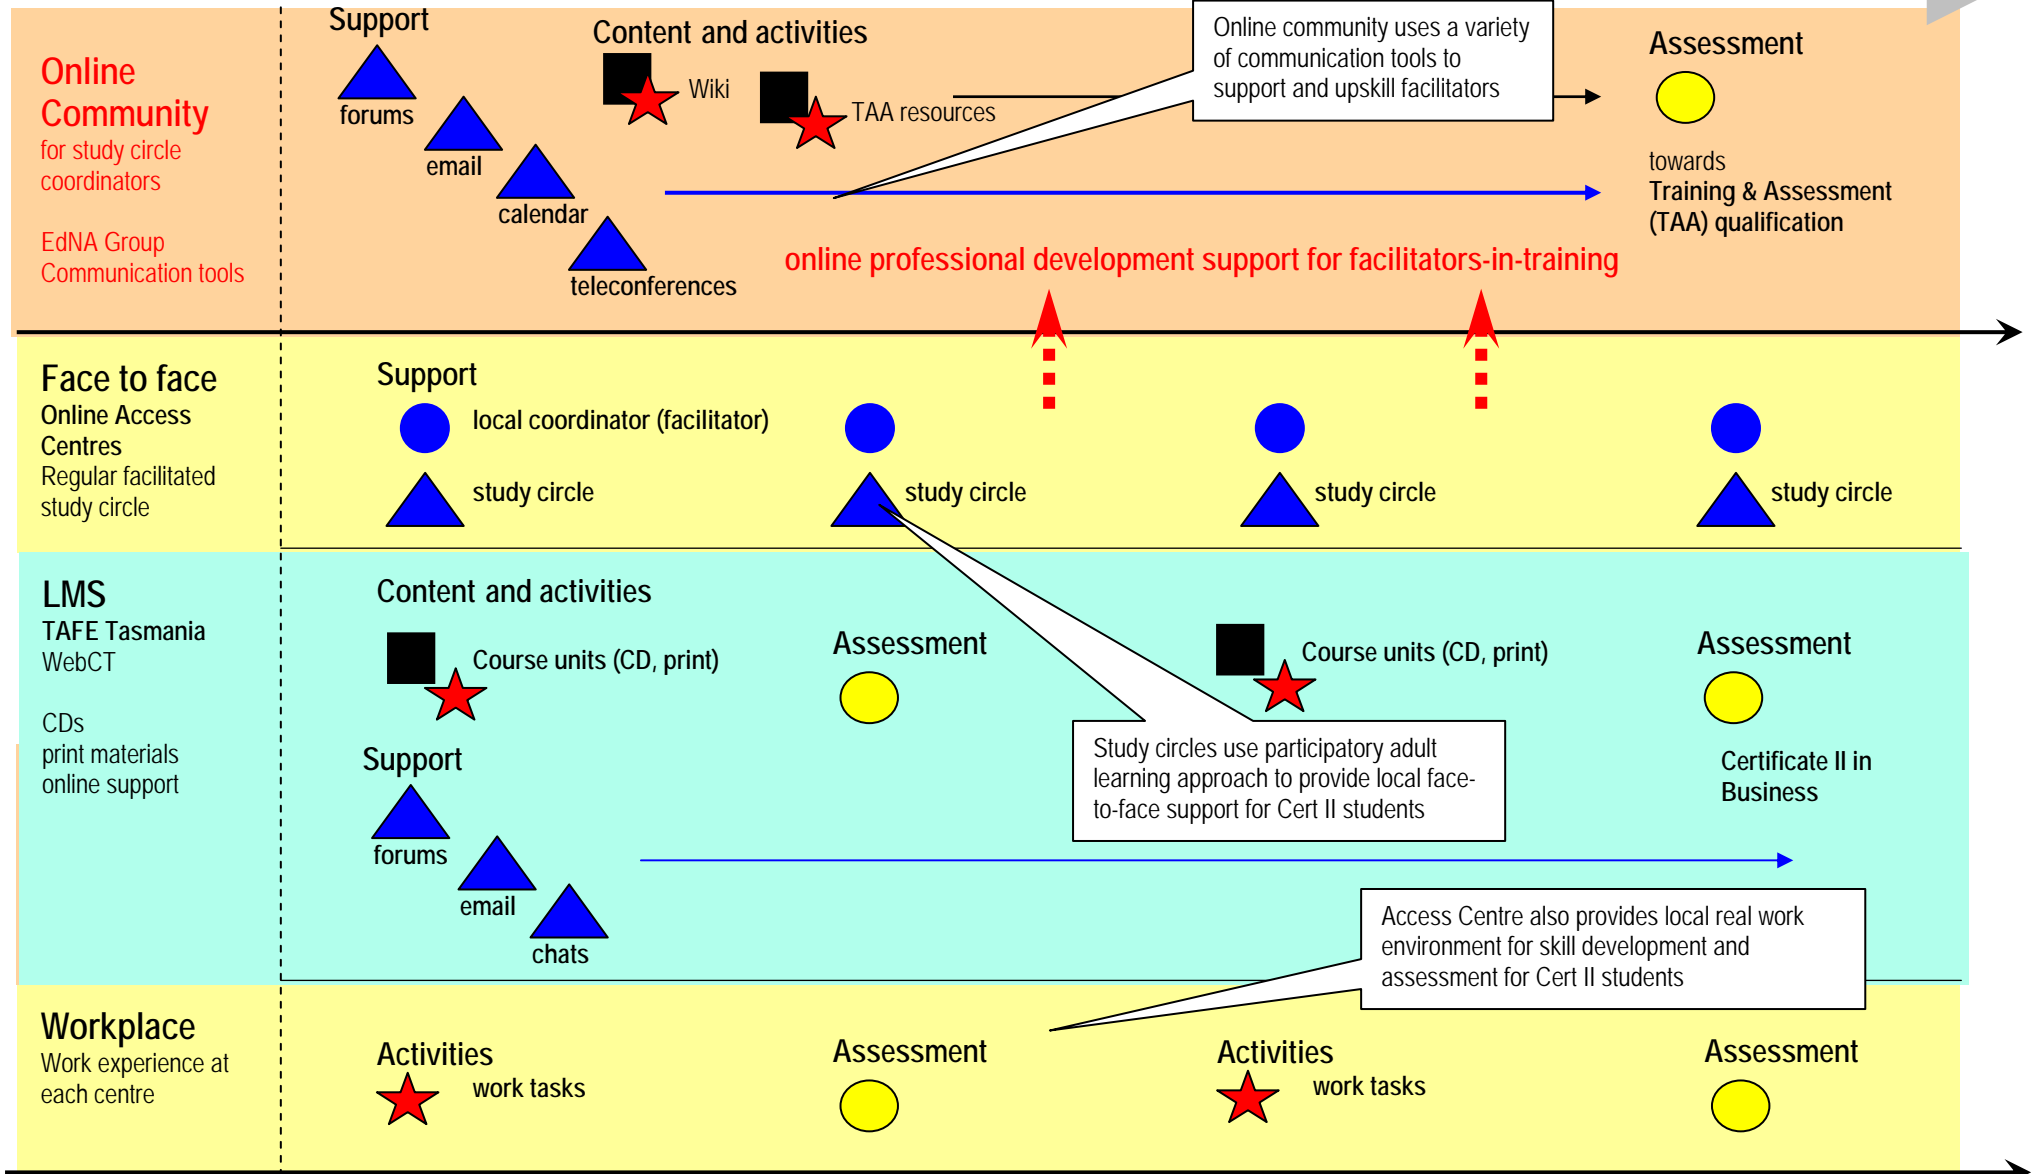 Online
Community
for study circle
coordinators
EdNA Group
Communication tools
Support
forums
email
calendar
teleconferences
Content and activities
Wiki
TAA resources
Online community uses a variety
of communication tools to
support and upskill facilitators
Assessment
towards
Training & Assessment
(TAA) qualification
online professional development support for facilitators-in-training
Face to face
Online Access
Centres
Regular facilitated
study circle
Support
local coordinator (facilitator)
study circle
study circle
study circle
study circle
LMS
TAFE Tasmania
WebCT
CDs
print materials
online support
Content and activities
Course units (CD, print)
Assessment
Course units (CD, print)
Assessment
Certificate II in
Business
Study circles use participatory adult
learning approach to provide local face-
to-face support for Cert II students
Support
forums
email
chats
Access Centre also provides local real work
environment for skill development and
assessment for Cert II students
Workplace
Work experience at
each centre
Activities
work tasks
Assessment
Activities
work tasks
Assessment